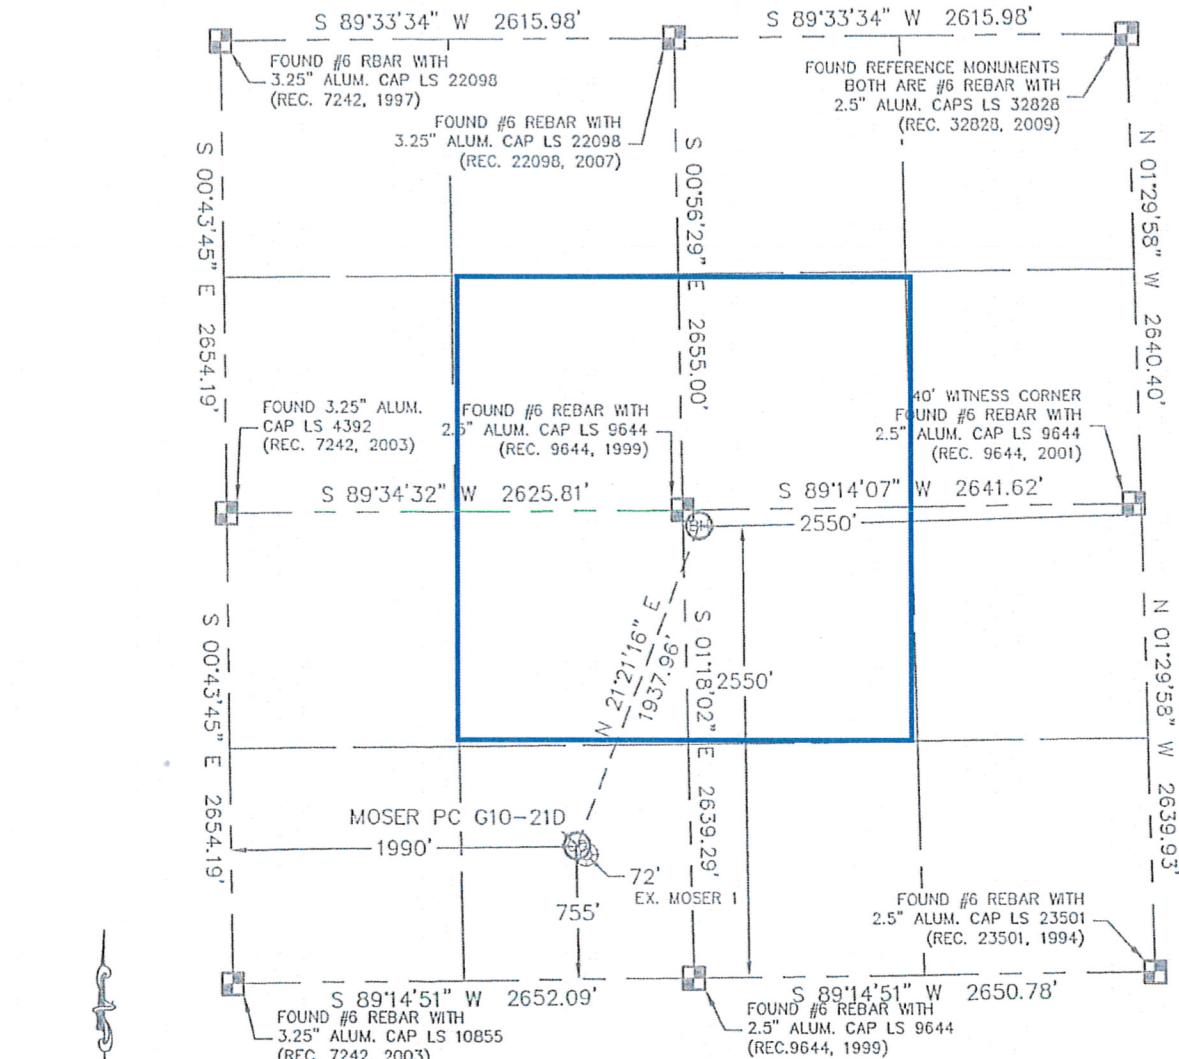 S 89°33'34" W 2615.98'
S 89°33'34" W 2615.98'
FOUND #6 RBAR WITH
3.25" ALUM. CAP LS 22098
(REC. 7242, 1997)
FOUND #6 REBAR WITH
3.25" ALUM. CAP LS 22098
(REC. 22098, 2007)
FOUND REFERENCE MONUMENTS
BOTH ARE #6 REBAR WITH
2.5" ALUM. CAPS LS 32828
(REC. 32828, 2009)
S 00°43'45" E 2654.19'
S 00°56'29" E 2655.00'
N 01°29'58" W 2640.40'
FOUND 3.25" ALUM.
CAP LS 4392
(REC. 7242, 2003)
FOUND #6 REBAR WITH
2.5" ALUM. CAP LS 9644
(REC. 9644, 1999)
40' WITNESS CORNER
FOUND #6 REBAR WITH
2.5" ALUM. CAP LS 9644
(REC. 9644, 2001)
S 89°34'32" W 2625.81'
S 89°14'07" W 2641.62'
2550'
N 21°21'16" E
1937.96'
S 00°43'45" E 2654.19'
S 01°18'02" E 2639.29'
2550'
N 01°29'58" W 2639.93'
MOSER PC G10-21D
1990'
72'
EX. MOSER 1
755'
FOUND #6 REBAR WITH
2.5" ALUM. CAP LS 23501
(REC. 23501, 1994)
S 89°14'51" W 2652.09'
S 89°14'51" W 2650.78'
FOUND #6 REBAR WITH
3.25" ALUM. CAP LS 10855
(REC. 7242, 2003)
FOUND #6 REBAR WITH
2.5" ALUM. CAP LS 9644
(REC.9644, 1999)